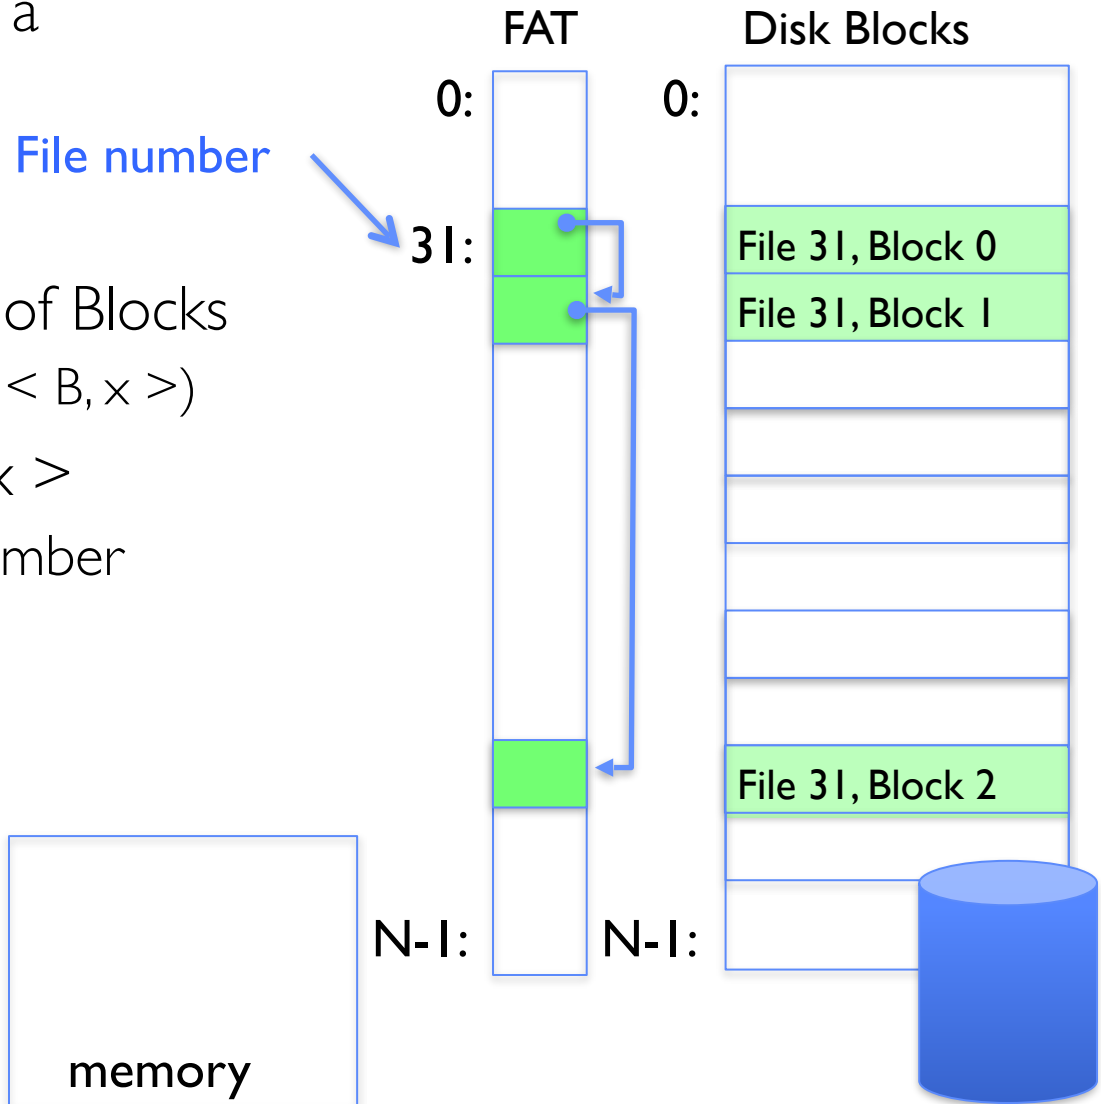 a
FAT
Disk Blocks
0:
0:
File number
31:
File 31, Block 0
of Blocks
File 31, Block 1
< B, x >)
x >
mber
File 31, Block 2
N-1:
N-1:
memory